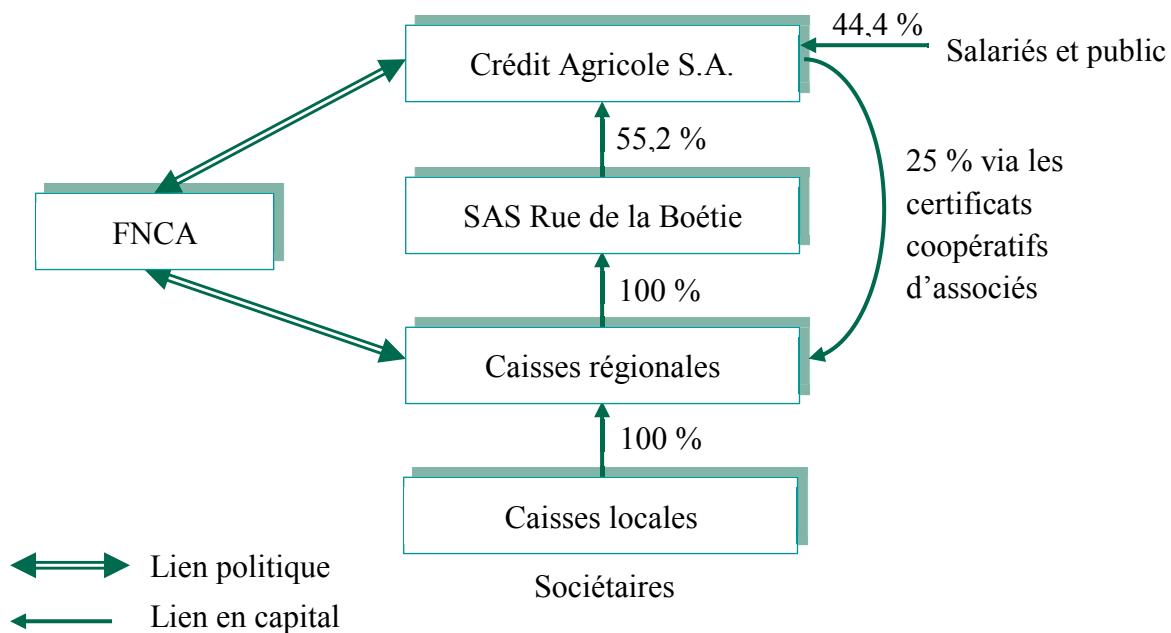 44,4 %
Crédit Agricole S.A.
Salariés et public
55,2 %
25 % via les
certificats
coopératifs
d’associés
FNCA
SAS Rue de la Boétie
100 %
Caisses régionales
100 %
Caisses locales
Lien politique
Sociétaires
Lien en capital